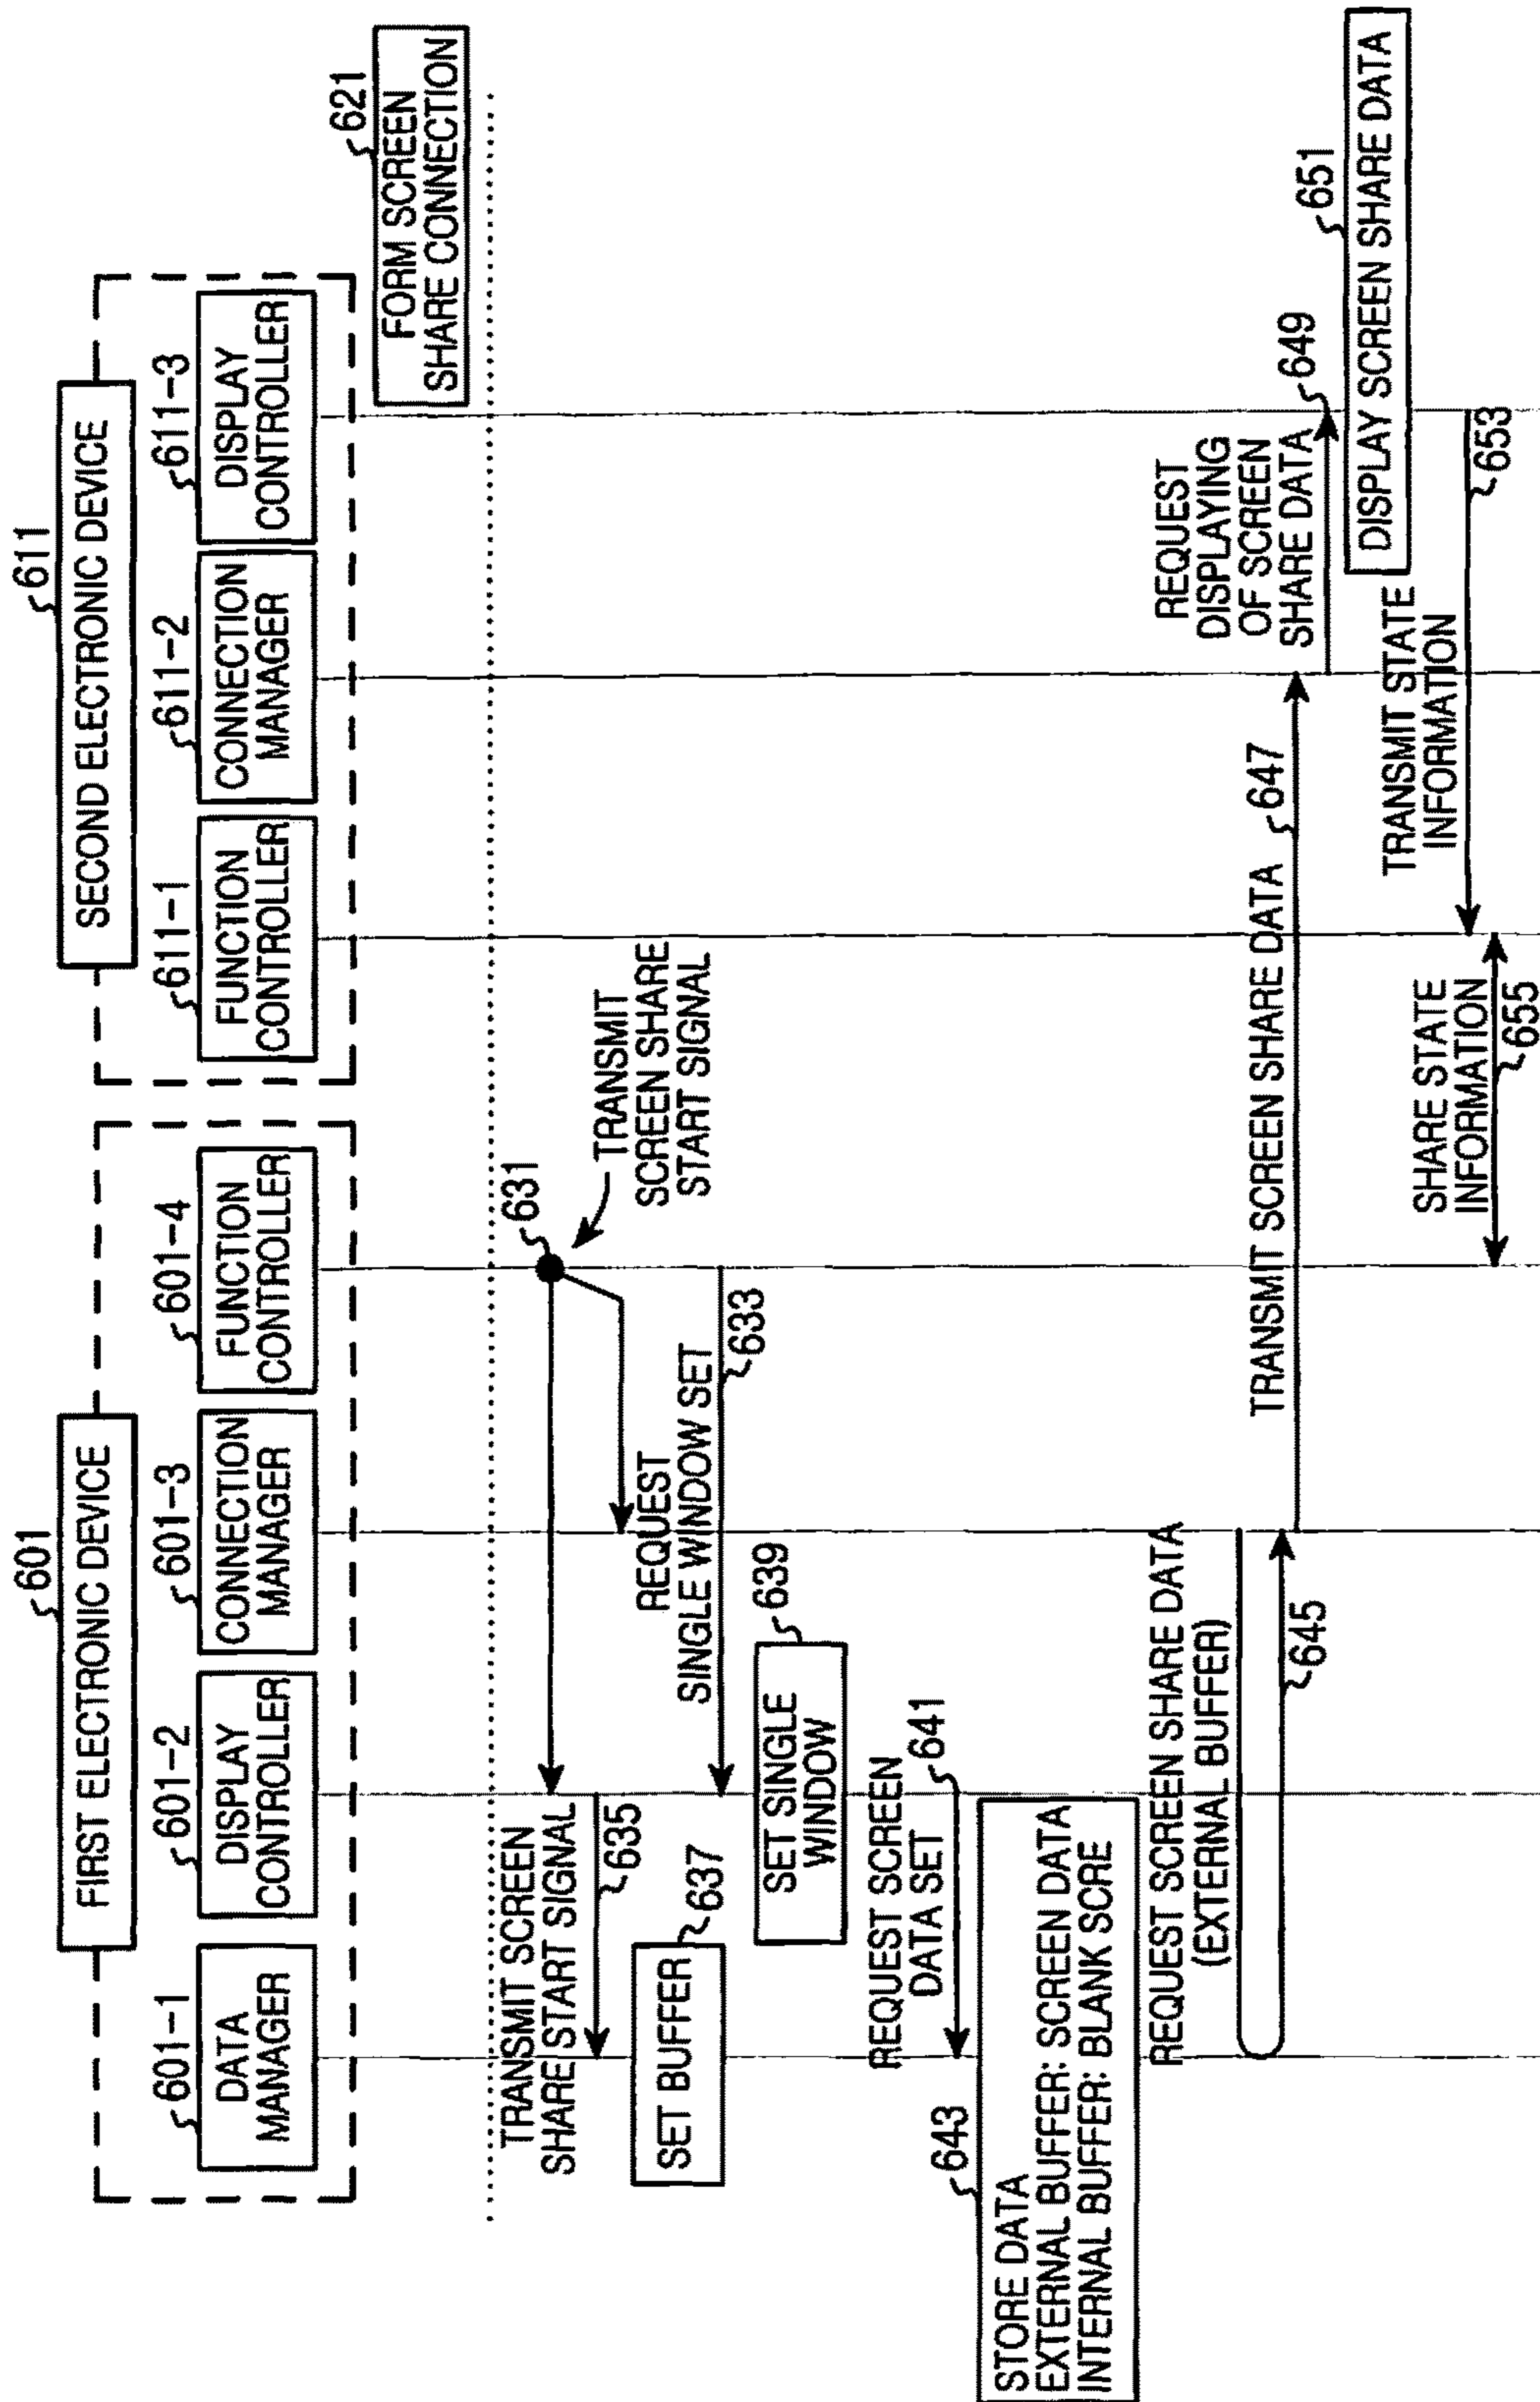 601
FIRST ELECTRONIC DEVICE
601-1
DATA
MANAGER
601-2
DISPLAY
CONTROLLER
601-3
CONNECTION
MANAGER
601-4
FUNCTION
CONTROLLER
611
SECOND ELECTRONIC DEVICE
611-1
FUNCTION
CONTROLLER
611-2
CONNECTION
MANAGER
611-3
DISPLAY
CONTROLLER
621
FORM SCREEN
SHARE CONNECTION
631
TRANSMIT
SCREEN SHARE
START SIGNAL
TRANSMIT SCREEN
SHARE START SIGNAL
635
637
SET BUFFER
REQUEST
SINGLE WINDOW SET
633
639
SET SINGLE
WINDOW
REQUEST SCREEN
DATA SET
641
643
STORE DATA
EXTERNAL BUFFER: SCREEN DATA
INTERNAL BUFFER: BLANK SCRE
REQUEST SCREEN SHARE DATA
(EXTERNAL BUFFER)
645
TRANSMIT SCREEN SHARE DATA
647
REQUEST
DISPLAYING
OF SCREEN
SHARE DATA
649
651
DISPLAY SCREEN SHARE DATA
TRANSMIT STATE
INFORMATION
653
SHARE STATE
INFORMATION
655